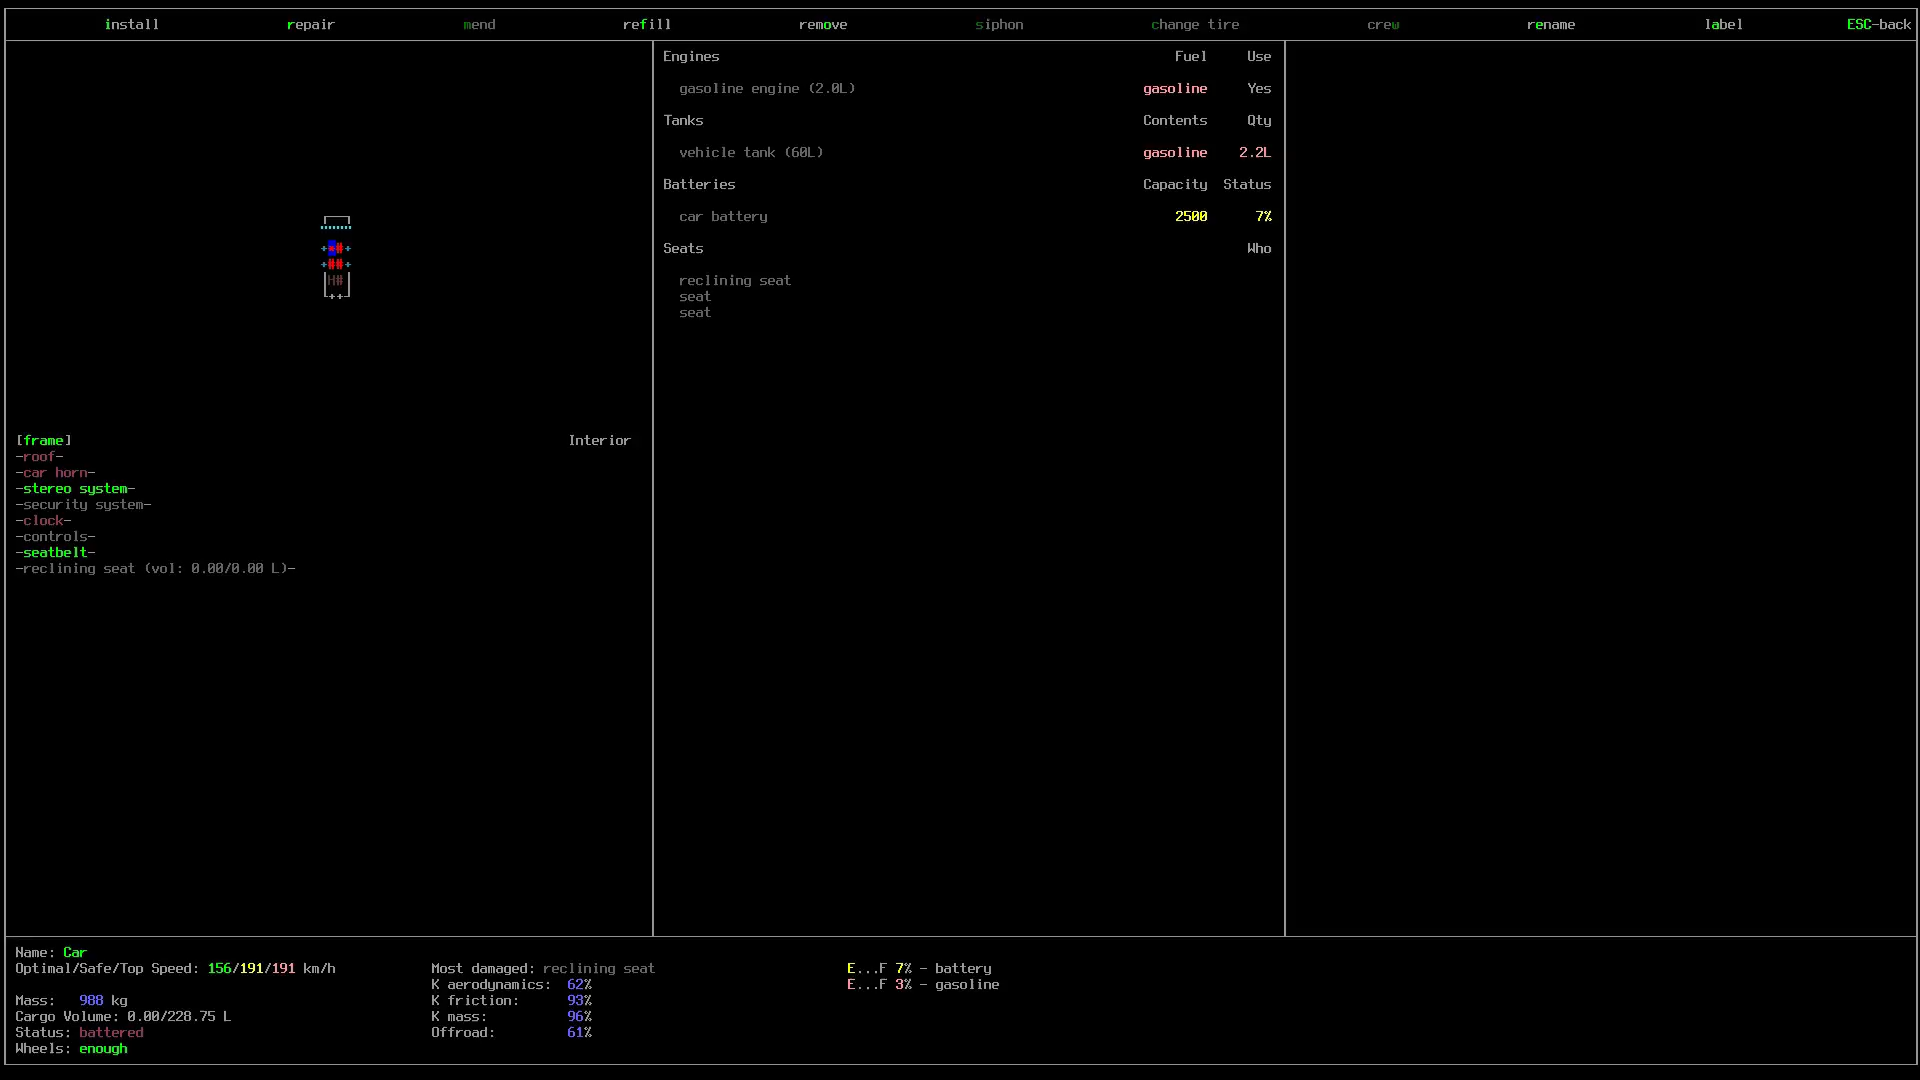 install repair mend refill remove siphon change tire crew rename label ESC-back
Engines Fuel Use
gasoline engine (2.0L) gasoline Yes
Tanks Contents Qty
vehicle tank (60L) gasoline 2.2L
Batteries Capacity Status
car battery 2500 7%
Seats Who
reclining seat
seat
seat
[frame] Interior
-roof-
-car horn-
-stereo system-
-security system-
-clock-
-controls-
-seatbelt-
-reclining seat (vol: 0.00/0.00 L)-
Name: Car
Optimal/Safe/Top Speed: 156/191/191 km/h
Mass: 988 kg
Cargo Volume: 0.00/228.75 L
Status: battered
Wheels: enough
Most damaged: reclining seat
K aerodynamics: 62%
K friction: 93%
K mass: 96%
Offroad: 61%
E...F 7% - battery
E...F 3% - gasoline